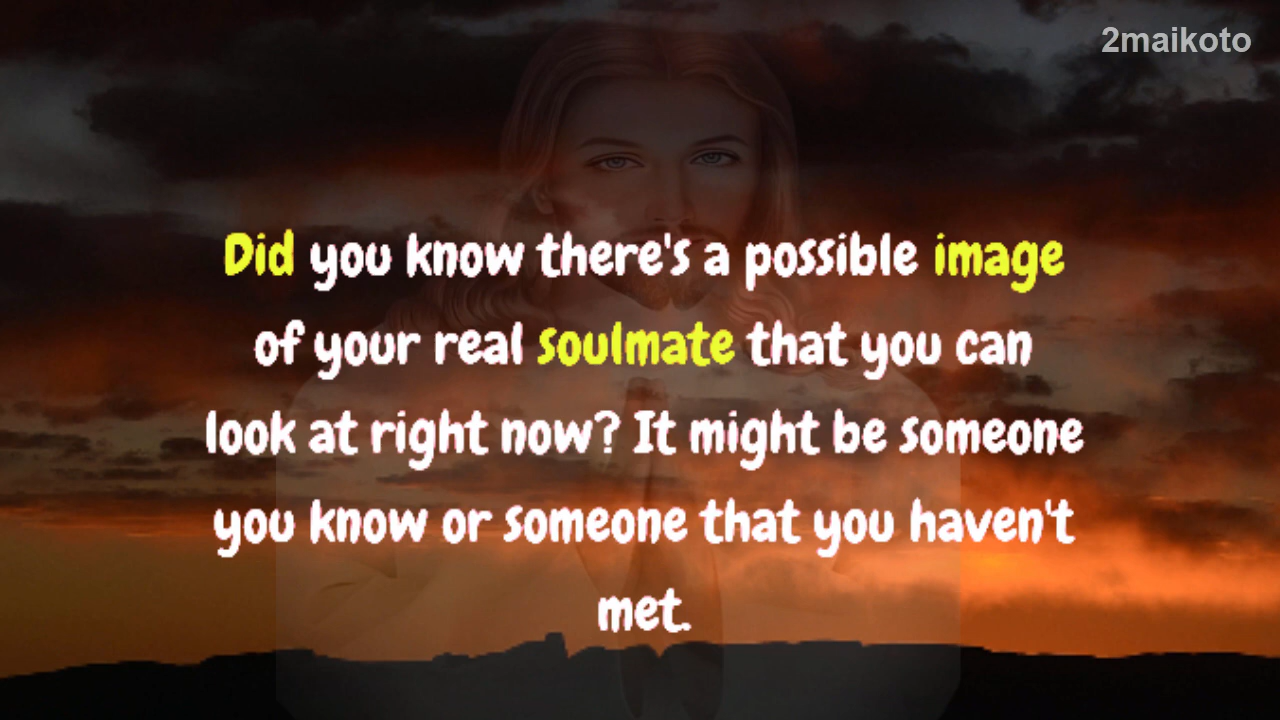 2maikoto
Did you know there's a possible image
of your real soulmate that you can
look at right now? It might be someone
you know or someone that you haven't
met.